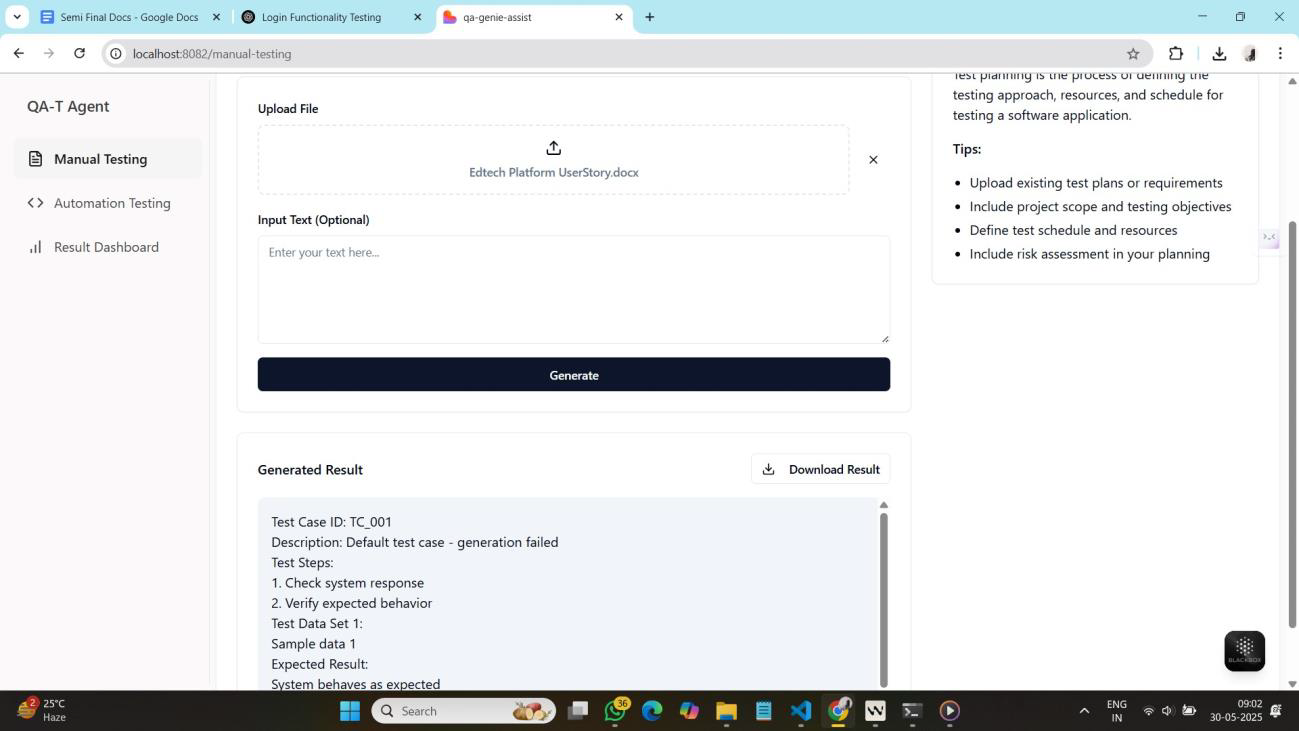 Semi Final Docs - Google Docs
Login Functionality Testing
qa-genie-assist
localhost:8082/manual-testing
QA-T Agent
Manual Testing
Automation Testing
Result Dashboard
Upload File
Edtech Platform UserStory.docx
Input Text (Optional)
Enter your text here...
Generate
Generated Result
Download Result
Test Case ID: TC_001
Description: Default test case - generation failed
Test Steps:
1. Check system response
2. Verify expected behavior
Test Data Set 1:
Sample data 1
Expected Result:
System behaves as expected
Test planning is the process of defining the
testing approach, resources, and schedule for
testing a software application.
Tips:
• Upload existing test plans or requirements
• Include project scope and testing objectives
• Define test schedule and resources
• Include risk assessment in your planning
BLACKBOX
2
25°C
Haze
Search
36
ENG
IN
09:02
30-05-2025